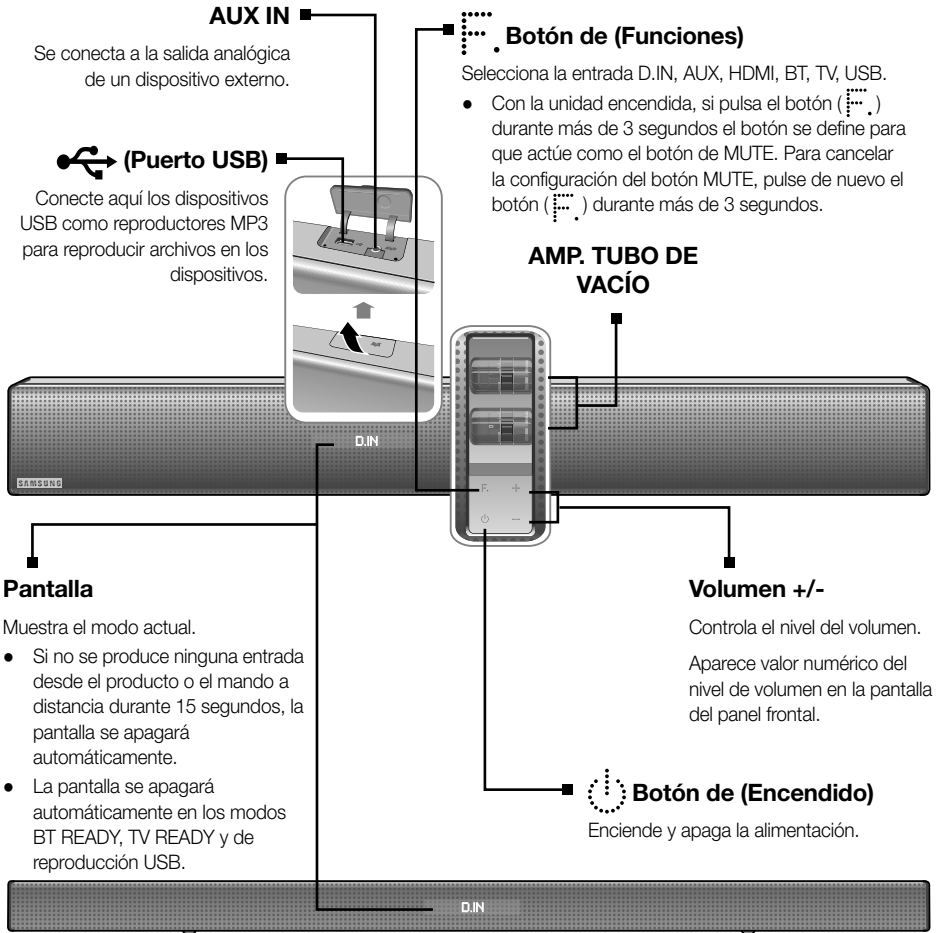 AUX IN
Se conecta a la salida analógica
de un dispositivo externo.
(Puerto USB)
Conecte aquí los dispositivos
USB como reproductores MP3
para reproducir archivos en los
dispositivos.
F. Botón de (Funciones)
Selecciona la entrada D.IN, AUX, HDMI, BT, TV, USB.
● Con la unidad encendida, si pulsa el botón (F.)
durante más de 3 segundos el botón se define para
que actúe como el botón de MUTE. Para cancelar
la configuración del botón MUTE, pulse de nuevo el
botón (F.) durante más de 3 segundos.
AMP. TUBO DE
VACÍO
D.IN
SAMSUNG
F. +
−
Pantalla
Muestra el modo actual.
● Si no se produce ninguna entrada
desde el producto o el mando a
distancia durante 15 segundos, la
pantalla se apagará
automáticamente.
● La pantalla se apagará
automáticamente en los modos
BT READY, TV READY y de
reproducción USB.
Volumen +/-
Controla el nivel del volumen.
Aparece valor numérico del
nivel de volumen en la pantalla
del panel frontal.
Botón de (Encendido)
Enciende y apaga la alimentación.
D.IN